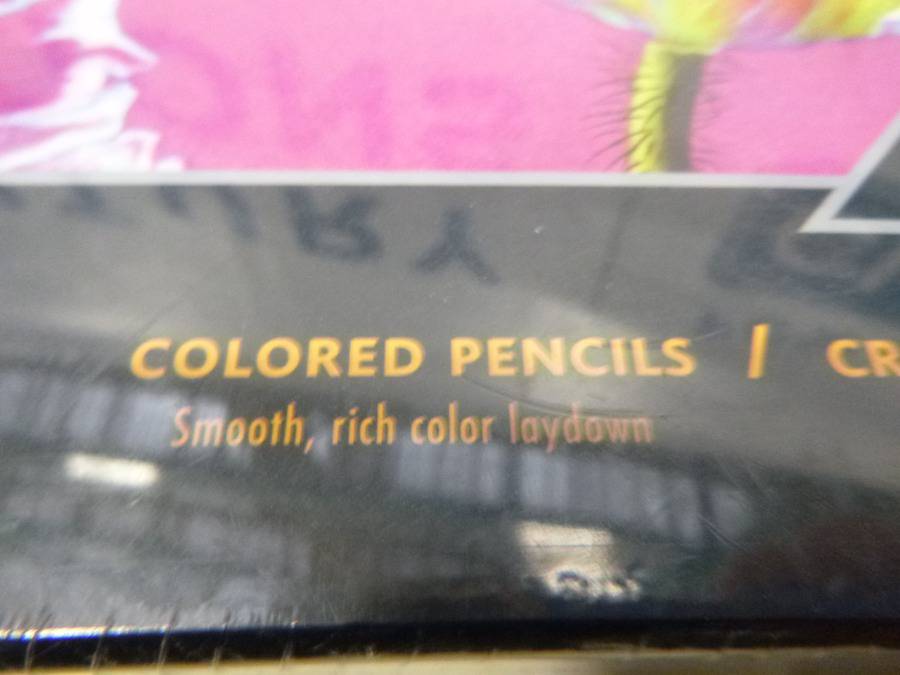 COLORED PENCILS / CR
Smooth, rich color laydown